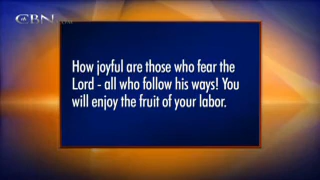 CBN
How joyful are those who fear the
Lord - all who follow his ways! You
will enjoy the fruit of your labor.